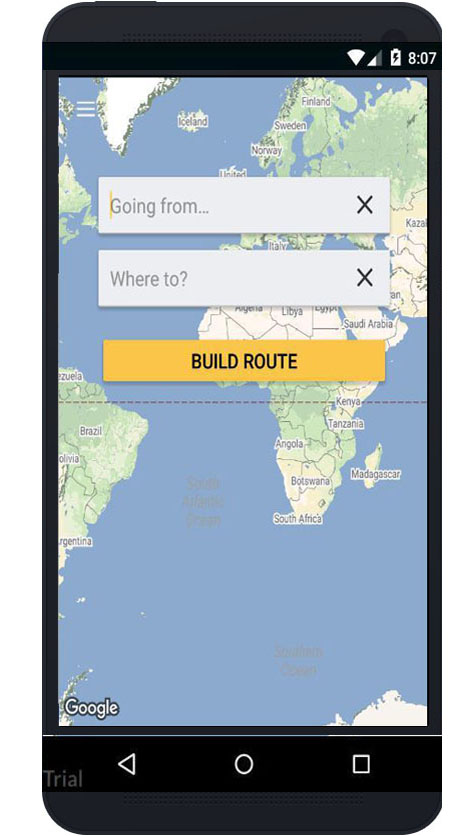 8:07
Finland
Iceland
Sweden
Norway
United
Going from...
Kazal
Italy
Where to?
Algeria
Libya
Egypt
Saudi Arabia
BUILD ROUTE
ezuela
Kenya
Tanzania
Brazil
Angola
olivia
Botswana
Madagascar
South
Atlantic
Ocean
South Africa
rgentina
Southern
Ocean
Google
Trial